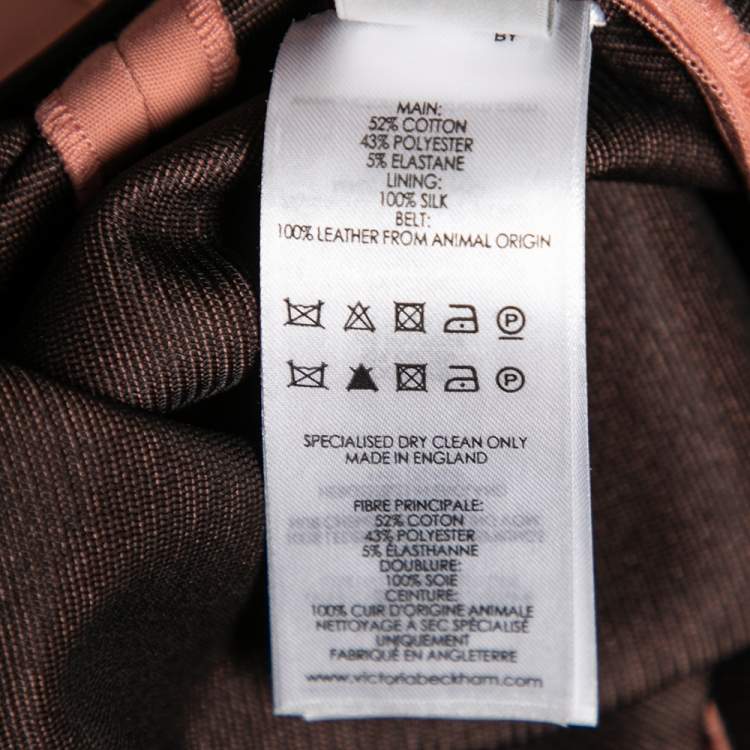 BY
MAIN:
52% COTTON
43% POLYESTER
5% ELASTANE
LINING:
100% SILK
BELT:
100% LEATHER FROM ANIMAL ORIGIN
P
P
SPECIALISED DRY CLEAN ONLY
MADE IN ENGLAND
FIBRE PRINCIPALE:
52% COTON
43% POLYESTER
5% ÉLASTHANNE
DOUBLURE:
100% SOIE
CEINTURE:
100% CUIR D'ORIGINE ANIMALE
NETTOYAGE À SEC SPÉCIALISÉ
UNIQUEMENT
FABRIQUÉ EN ANGLETERRE
www.victoriabeckham.com